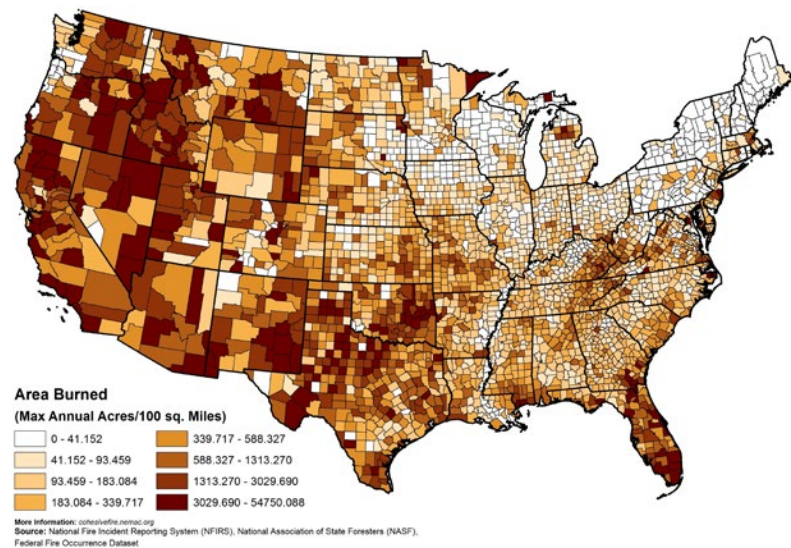 Area Burned
(Max Annual Acres/100 sq. Miles)
0 - 41.152
41.152 - 93.459
93.459 - 183.084
183.084 - 339.717
339.717 - 588.327
588.327 - 1313.270
1313.270 - 3029.690
3029.690 - 54750.088
More Information: cohesivefire.nemac.org
Source: National Fire Incident Reporting System (NFIRS), National Association of State Foresters (NASF),
Federal Fire Occurrence Dataset